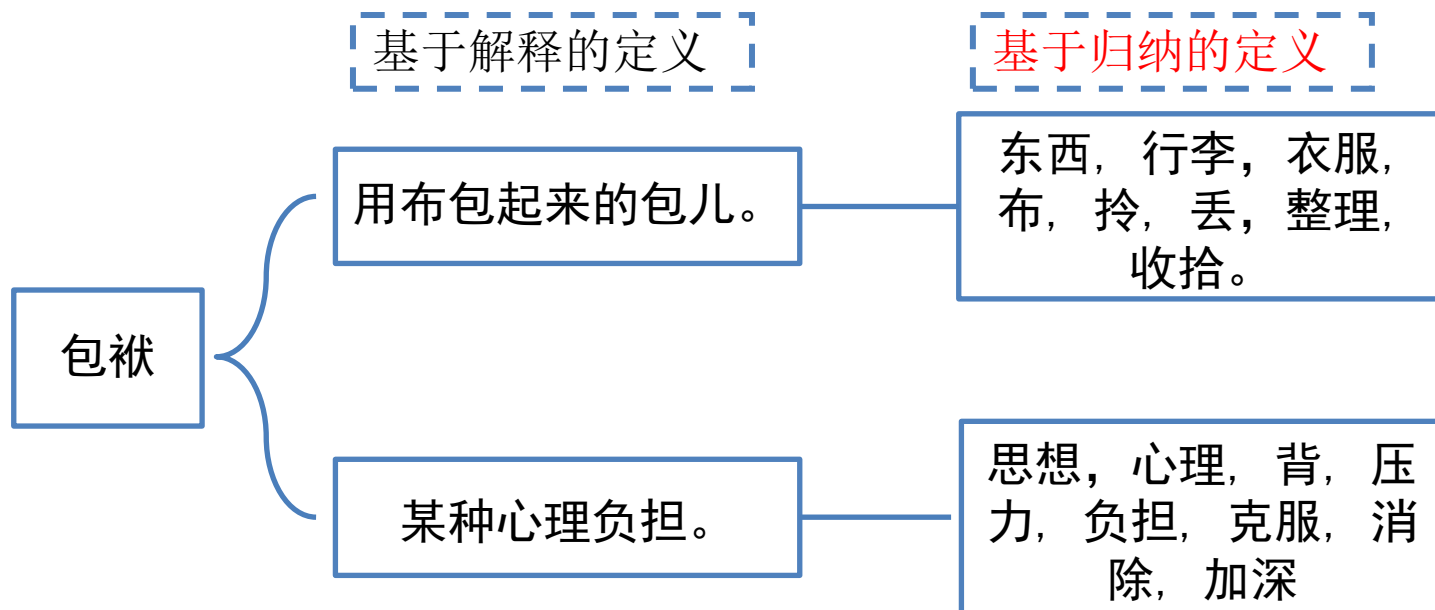 基于解释的定义
基于归纳的定义
用布包起来的包儿。
东西，行李，衣服，
布，拎，丢，整理，
收拾。
包袱
某种心理负担。
思想，心理，背，压
力，负担，克服，消
除，加深